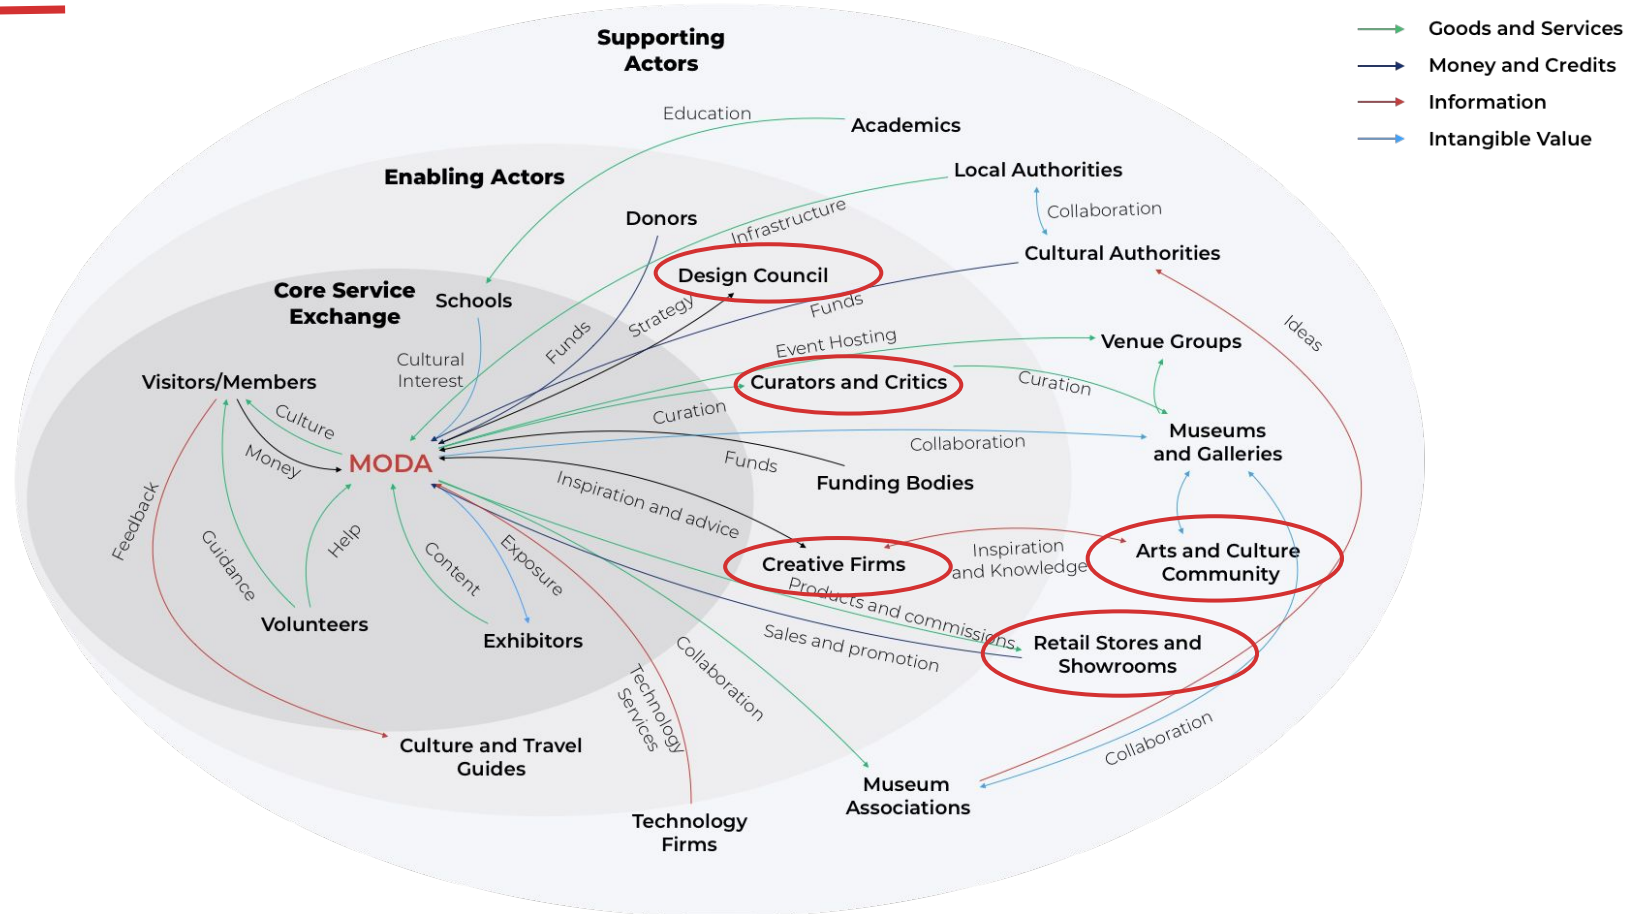 Supporting
Actors
Goods and Services
Money and Credits
Information
Intangible Value
Education
Academics
Enabling Actors
Local Authorities
Donors
Infrastructure
Collaboration
Cultural Authorities
Design Council
Core Service
Exchange
Schools
Strategy
Funds
Funds
Ideas
Event Hosting
Venue Groups
Cultural
Interest
Visitors/Members
Curators and Critics
Curation
Culture
Curation
Museums
and Galleries
Collaboration
Money
MODA
Funds
Funding Bodies
Inspiration and advice
Feedback
Guidance
Help
Content
Exposure
Creative Firms
Inspiration
and Knowledge
Arts and Culture
Community
Products and commissions
Volunteers
Exhibitors
Sales and promotion
Retail Stores and
Showrooms
Collaboration
Technology
Services
Collaboration
Culture and Travel
Guides
Museum
Associations
Technology
Firms